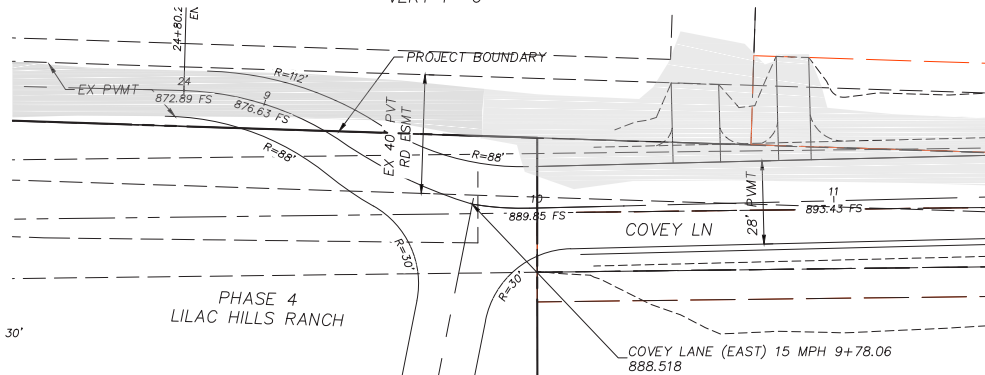 24+80.2
PROJECT BOUNDARY
R=112'
EX PVMT
24
872.89 FS
9
876.63 FS
EX 40' PVT
RD ESMT
R=88'
R=88'
10
889.85 FS
11
893.43 FS
28' PVMT
COVEY LN
R=30'
R=30'
PHASE 4
LILAC HILLS RANCH
30'
COVEY LANE (EAST) 15 MPH 9+78.06
888.518